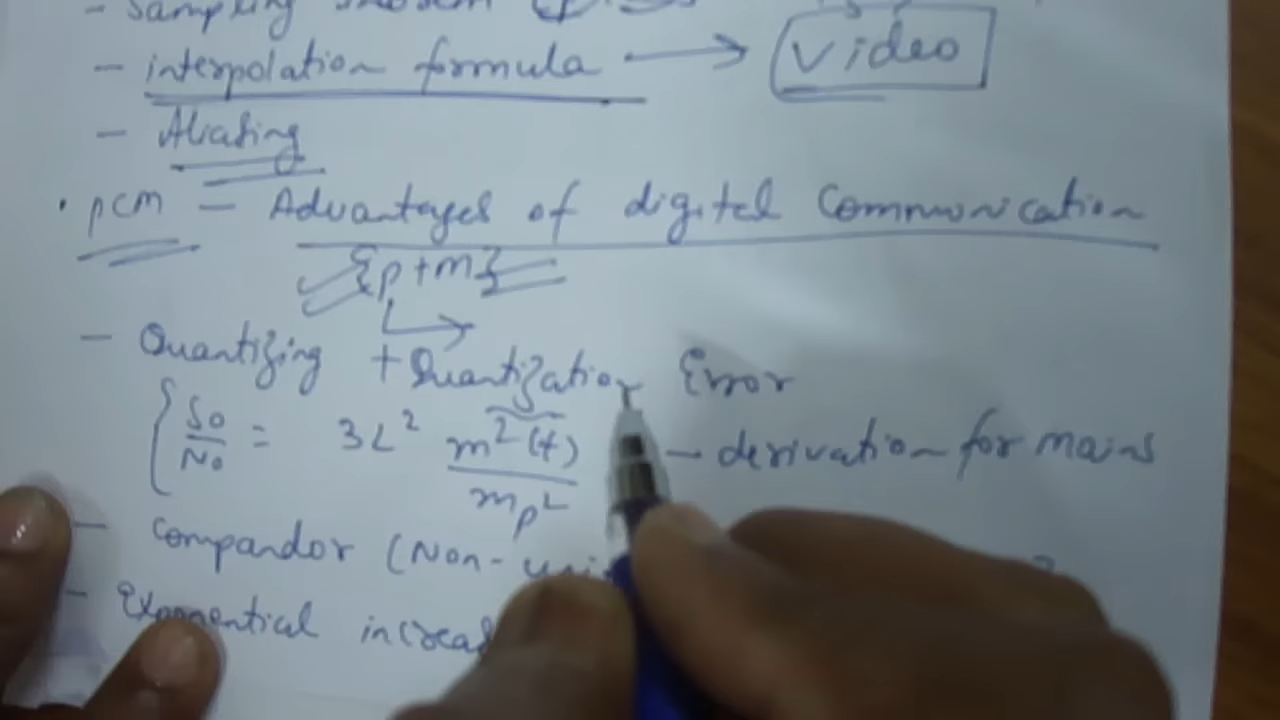 - Sampling
- interpolation formula → video
- Aliasing
• pcm - Advantages of digital Communication
{p+m}
- Quantizing + Quantization Error
{So/No = 3L² m²(t)/mp² - derivation for mains
- Compandor (Non-
- Exponential